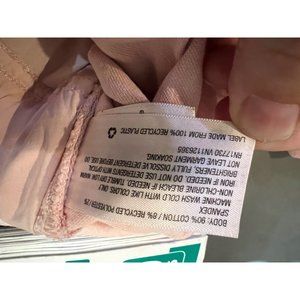 BODY: 90% COTTON / 8% RECYCLED POLYESTER /2%
SPANDEX
MACHINE WASH COLD WITH LIKE COLORS ONLY
NON-CHLORINE BLEACH IF NEEDED. TUMBLE DRY LOW. WARM
IRON IF NEEDED. DO NOT USE DETERGENTS WITH OPTICAL
BRIGHTENERS. FULLY DISSOLVE DETERGENT BEFORE USE. DO
NOT LEAVE GARMENT SOAKING
RN17730 VN1126385
LABEL MADE FROM 100% RECYCLED PLASTIC